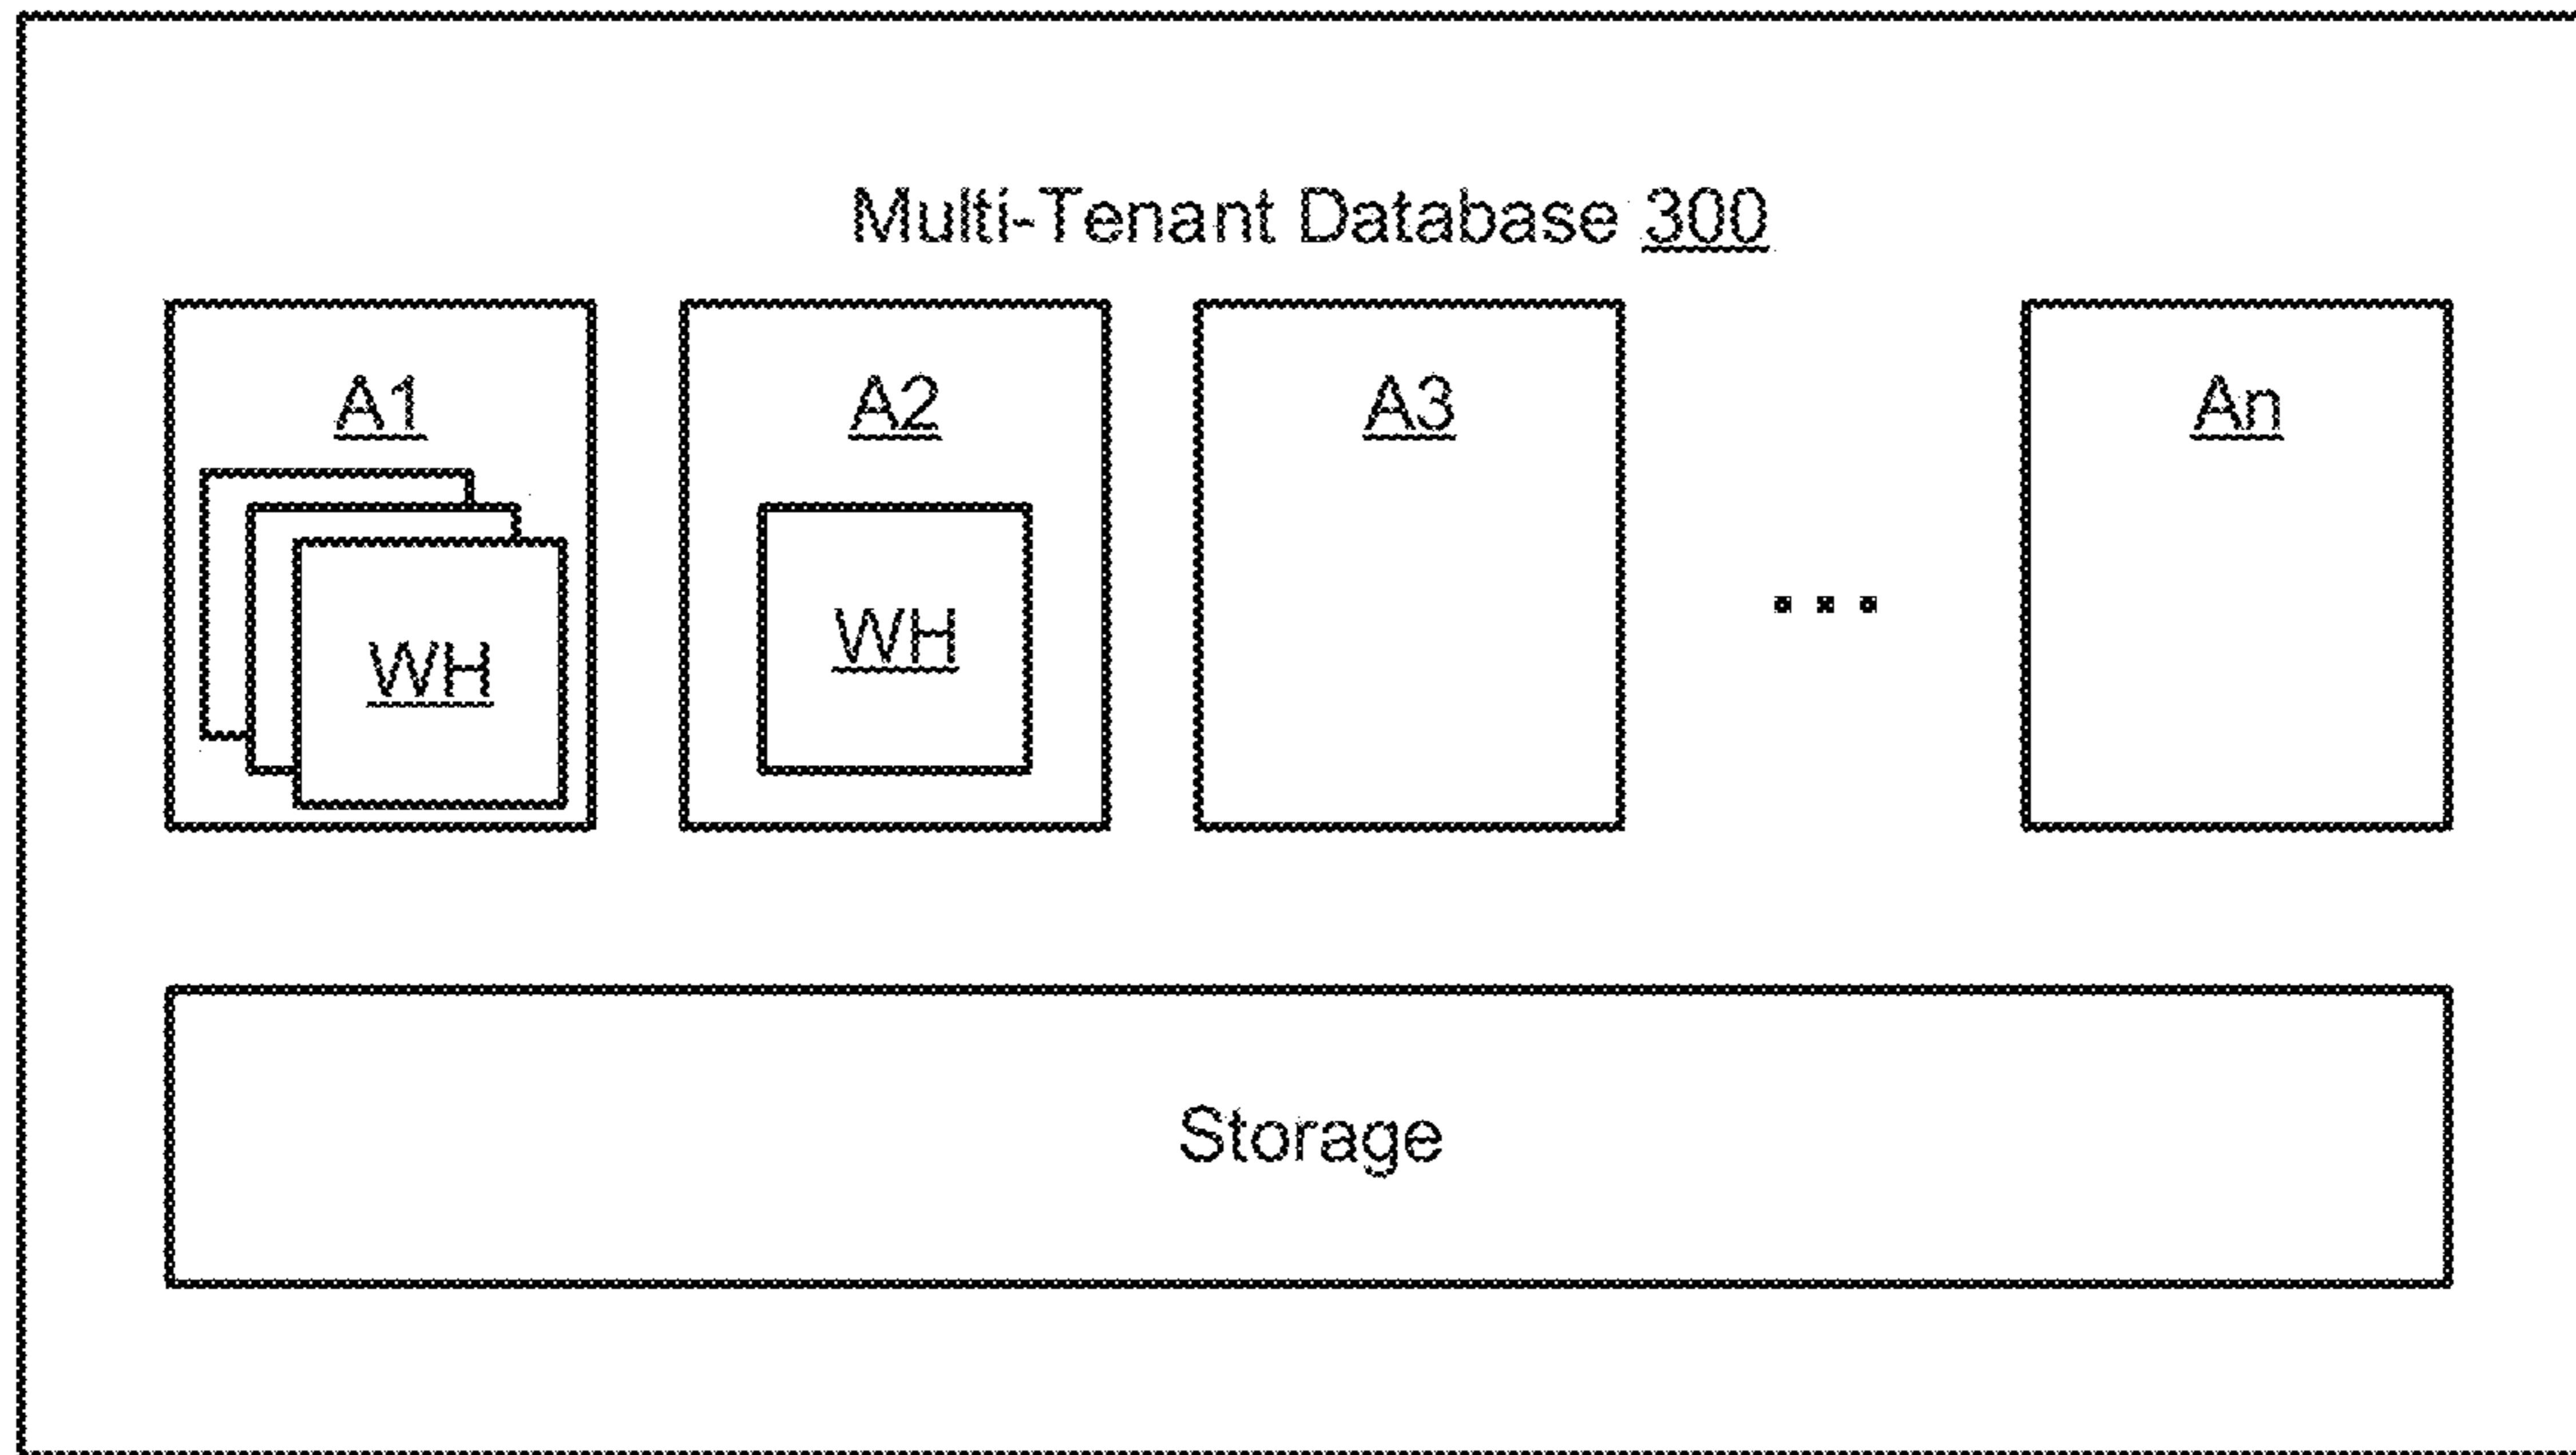 Multi-Tenant Database 300
A1
A2
A3
...
An
WH
WH
Storage